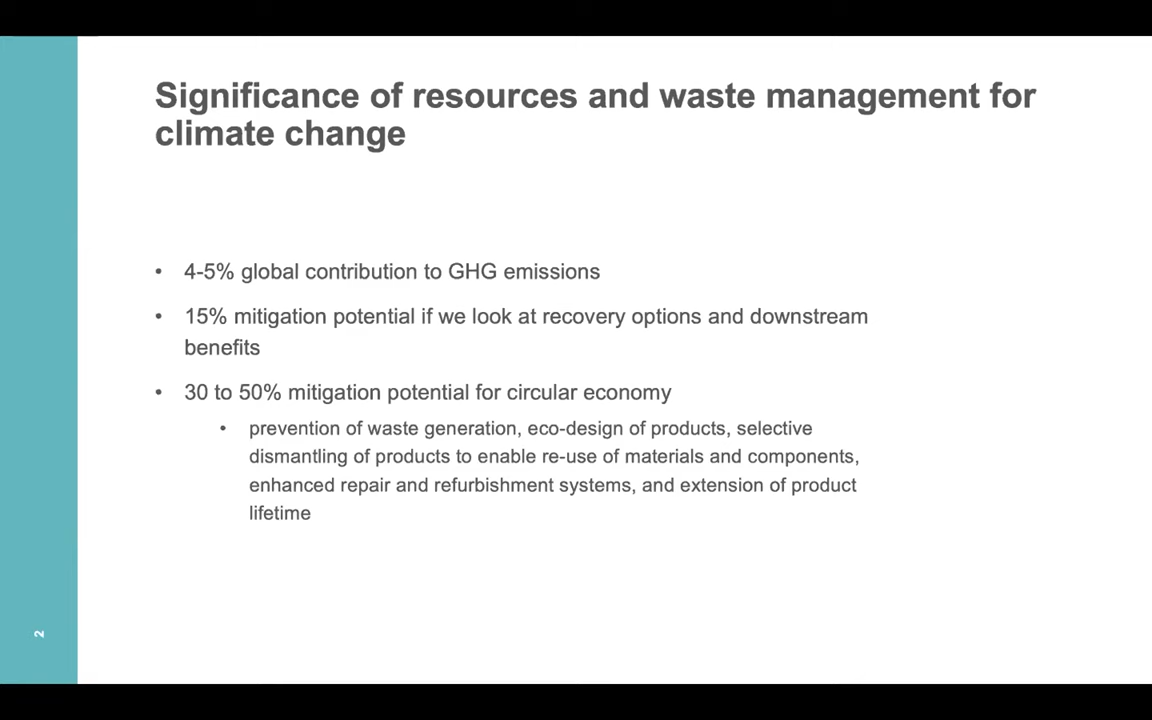 Significance of resources and waste management for
climate change
• 4-5% global contribution to GHG emissions
• 15% mitigation potential if we look at recovery options and downstream
benefits
• 30 to 50% mitigation potential for circular economy
• prevention of waste generation, eco-design of products, selective
dismantling of products to enable re-use of materials and components,
enhanced repair and refurbishment systems, and extension of product
lifetime
2